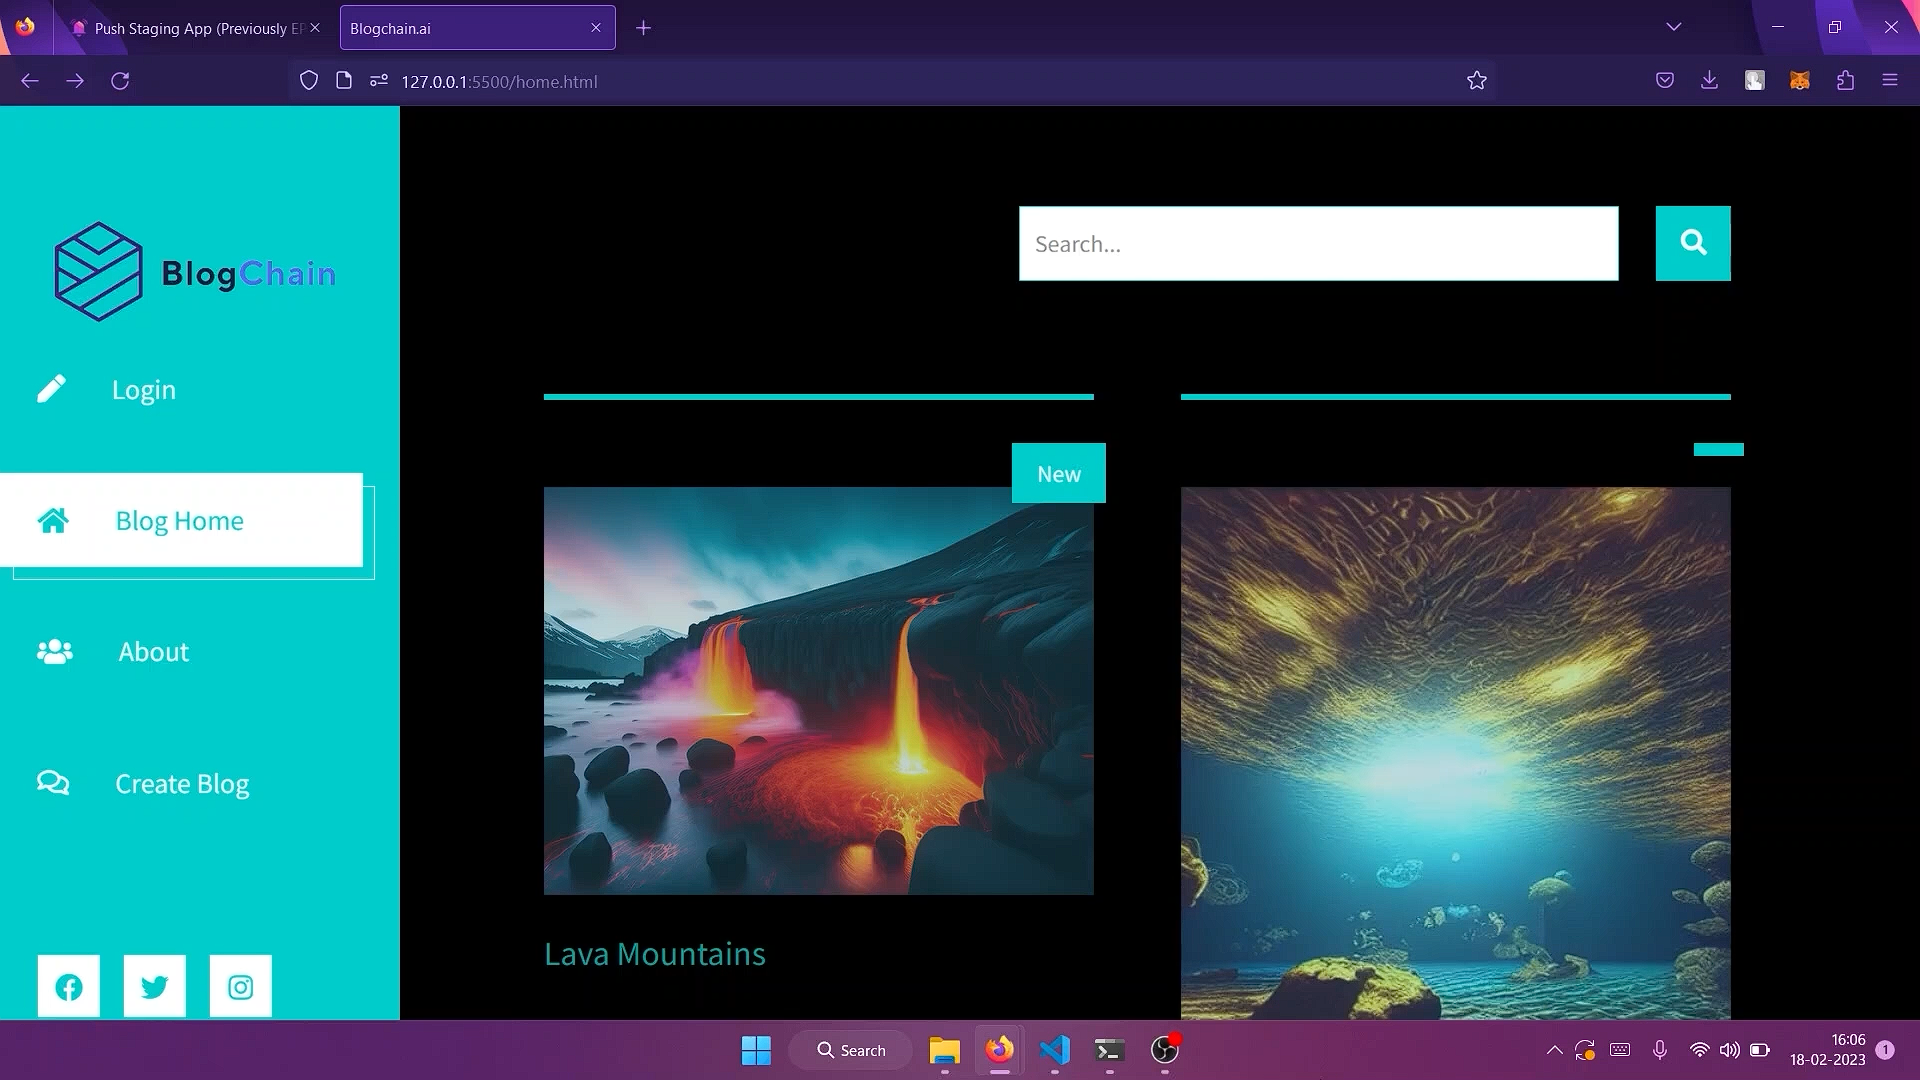 Push Staging App (Previously EP
Blogchain.ai
127.0.0.1:5500/home.html
BlogChain
Search...
Login
New
Blog Home
About
Create Blog
Lava Mountains
Search
16:06
18-02-2023
1